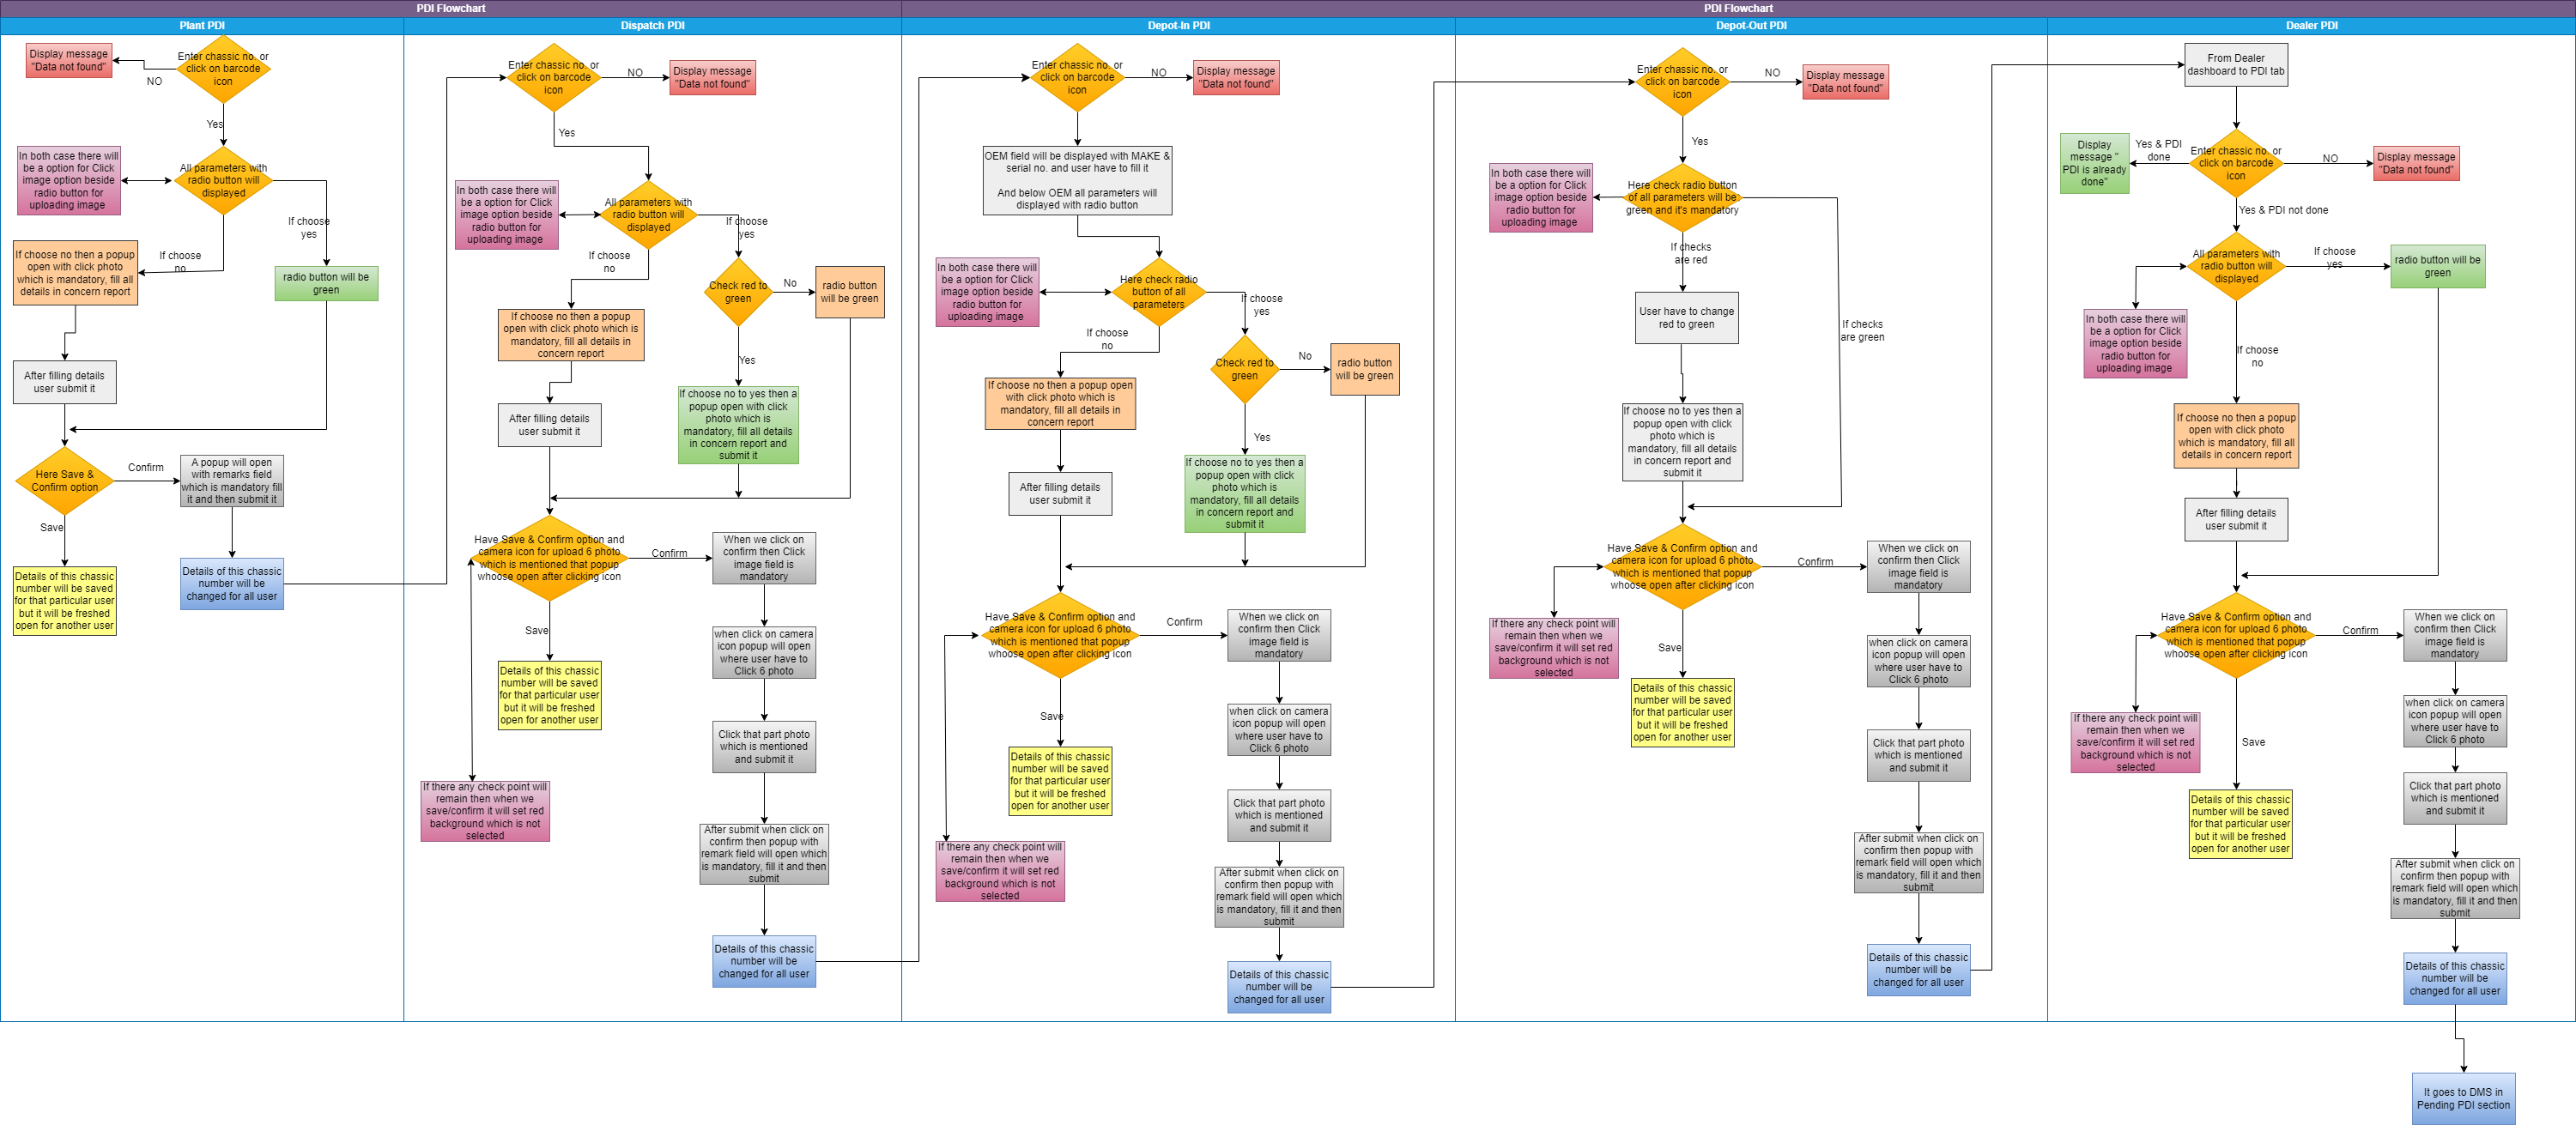 PDI Flowchart
PDI Flowchart
Plant PDI
Dispatch PDI
Depot-In PDI
Depot-Out PDI
Dealer PDI
Display message
"Data not found"
Enter chassic no. or
click on barcode
icon
NO
Yes
In both case there will
be a option for Click
image option beside
radio button for
uploading image
All parameters with
radio button will
displayed
If choose
yes
If choose
no
If choose no then a popup
open with click photo
which is mandatory, fill all
details in concern report
radio button will be
green
After filling details
user submit it
Here Save &
Confirm option
Confirm
A popup will open
with remarks field
which is mandatory fill
it and then submit it
Save
Details of this chassic
number will be saved
for that particular user
but it will be freshed
open for another user
Details of this chassic
number will be
changed for all user
Enter chassic no. or
click on barcode
icon
NO
Display message
"Data not found"
Yes
In both case there will
be a option for Click
image option beside
radio button for
uploading image
All parameters with
radio button will
displayed
If choose
yes
If choose
no
Check red to
green
No
radio button
will be green
If choose no then a popup
open with click photo which is
mandatory, fill all details in
concern report
Yes
After filling details
user submit it
If choose no to yes then a
popup open with click
photo which is
mandatory, fill all details
in concern report and
submit it
Have Save & Confirm option and
camera icon for upload 6 photo
which is mentioned that popup
whoose open after clicking icon
Confirm
When we click on
confirm then Click
image field is
mandatory
Save
when click on camera
icon popup will open
where user have to
Click 6 photo
Details of this chassic
number will be saved
for that particular user
but it will be freshed
open for another user
Click that part photo
which is mentioned
and submit it
If there any check point will
remain then when we
save/confirm it will set red
background which is not
selected
After submit when click on
confirm then popup with
remark field will open which
is mandatory, fill it and then
submit
Details of this chassic
number will be
changed for all user
Enter chassic no. or
click on barcode
icon
NO
Display message
"Data not found"
OEM field will be displayed with MAKE &
serial no. and user have to fill it
And below OEM all parameters will
displayed with radio button
In both case there will
be a option for Click
image option beside
radio button for
uploading image
Here check radio
button of all
parameters
If choose
yes
If choose
no
Check red to
green
No
radio button
will be green
If choose no then a popup open
with click photo which is
mandatory, fill all details in
concern report
Yes
After filling details
user submit it
If choose no to yes then a
popup open with click
photo which is
mandatory, fill all details
in concern report and
submit it
Have Save & Confirm option and
camera icon for upload 6 photo
which is mentioned that popup
whoose open after clicking icon
Confirm
When we click on
confirm then Click
image field is
mandatory
Save
when click on camera
icon popup will open
where user have to
Click 6 photo
Details of this chassic
number will be saved
for that particular user
but it will be freshed
open for another user
Click that part photo
which is mentioned
and submit it
If there any check point will
remain then when we
save/confirm it will set red
background which is not
selected
After submit when click on
confirm then popup with
remark field will open which
is mandatory, fill it and then
submit
Details of this chassic
number will be
changed for all user
Enter chassic no. or
click on barcode
icon
NO
Display message
"Data not found"
Yes
In both case there will
be a option for Click
image option beside
radio button for
uploading image
Here check radio button
of all parameters will be
green and it's mandatory
If checks
are red
User have to change
red to green
If checks
are green
If choose no to yes then a
popup open with click
photo which is
mandatory, fill all details
in concern report and
submit it
Have Save & Confirm option and
camera icon for upload 6 photo
which is mentioned that popup
whoose open after clicking icon
Confirm
When we click on
confirm then Click
image field is
mandatory
If there any check point will
remain then when we
save/confirm it will set red
background which is not
selected
Save
when click on camera
icon popup will open
where user have to
Click 6 photo
Details of this chassic
number will be saved
for that particular user
but it will be freshed
open for another user
Click that part photo
which is mentioned
and submit it
After submit when click on
confirm then popup with
remark field will open which
is mandatory, fill it and then
submit
Details of this chassic
number will be
changed for all user
From Dealer
dashboard to PDI tab
Display
message "
PDI is already
done"
Yes & PDI
done
Enter chassic no. or
click on barcode
icon
NO
Display message
"Data not found"
Yes & PDI not done
All parameters with
radio button will
displayed
If choose
yes
radio button will be
green
In both case there will
be a option for Click
image option beside
radio button for
uploading image
If choose
no
If choose no then a popup
open with click photo
which is mandatory, fill all
details in concern report
After filling details
user submit it
Have Save & Confirm option and
camera icon for upload 6 photo
which is mentioned that popup
whoose open after clicking icon
Confirm
When we click on
confirm then Click
image field is
mandatory
If there any check point will
remain then when we
save/confirm it will set red
background which is not
selected
Save
when click on camera
icon popup will open
where user have to
Click 6 photo
Details of this chassic
number will be saved
for that particular user
but it will be freshed
open for another user
Click that part photo
which is mentioned
and submit it
After submit when click on
confirm then popup with
remark field will open which
is mandatory, fill it and then
submit
Details of this chassic
number will be
changed for all user
It goes to DMS in
Pending PDI section